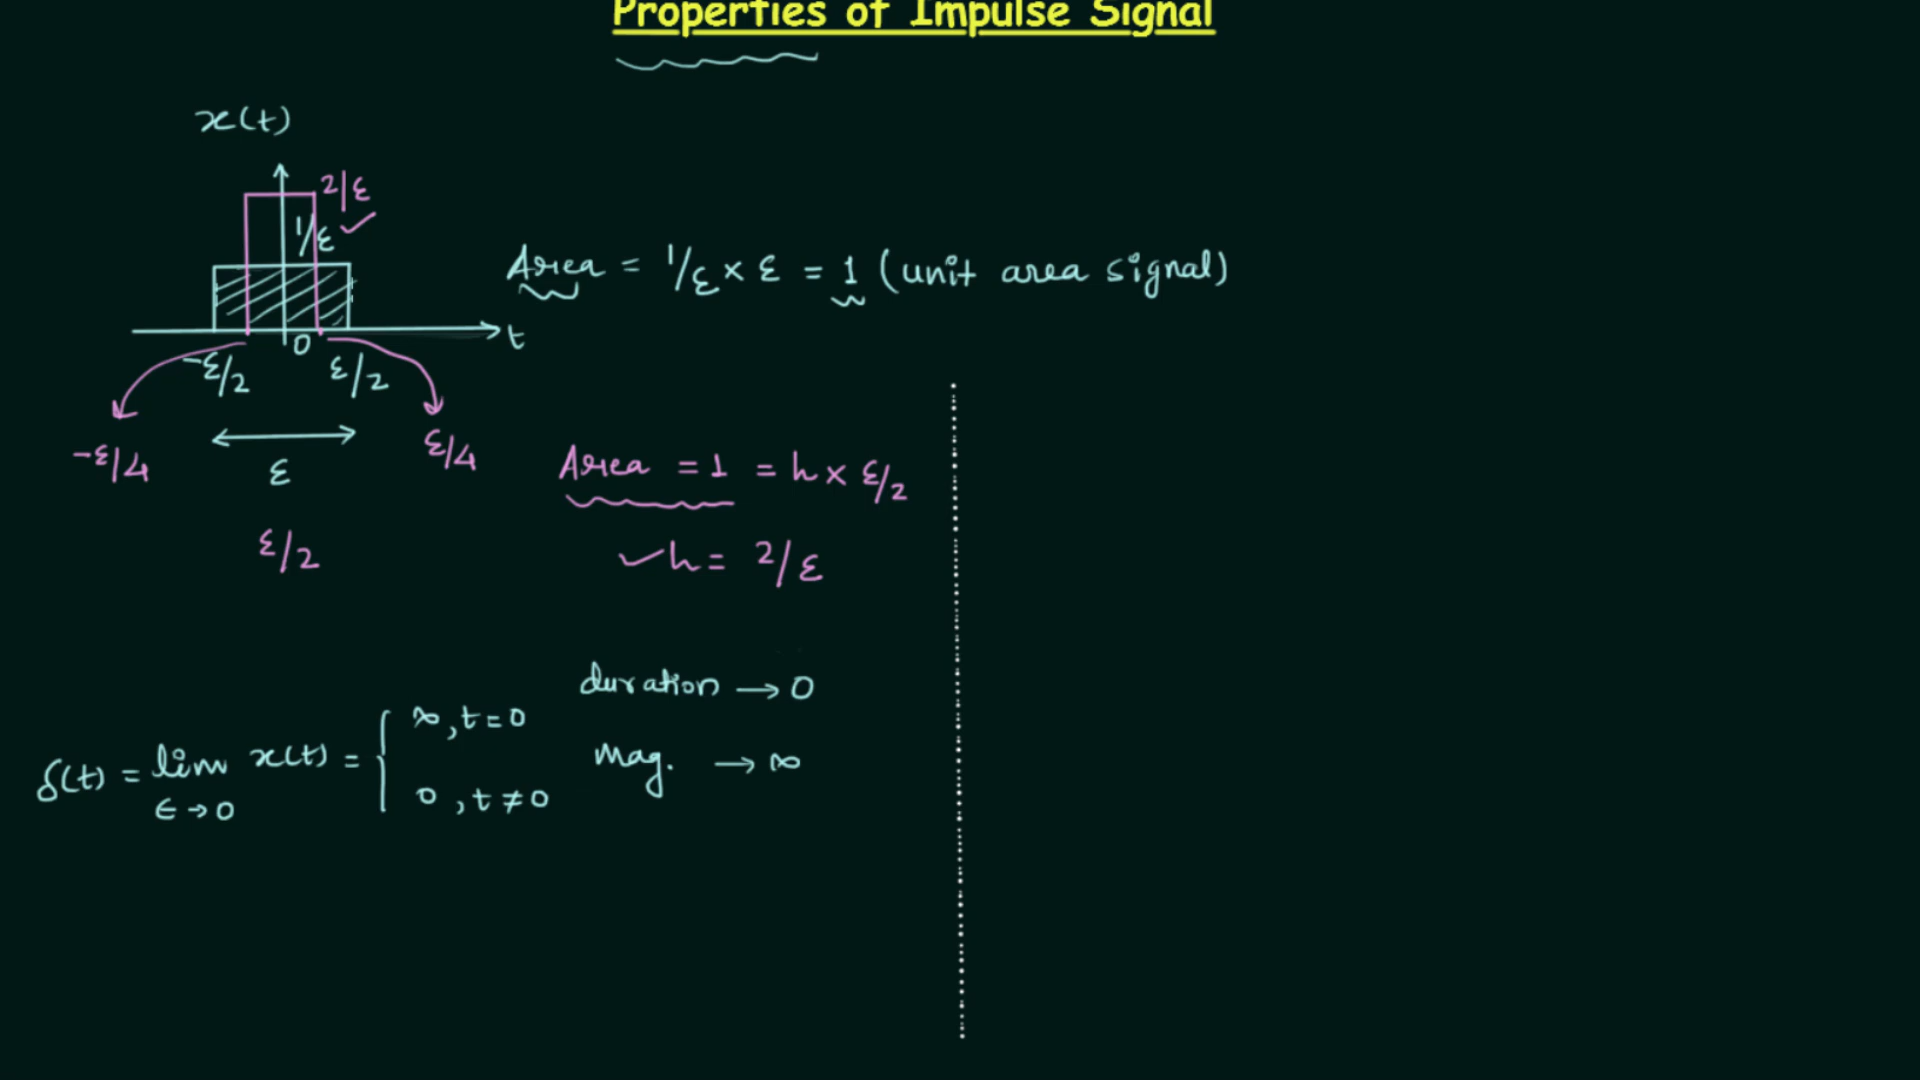 Properties of Impulse Signal
x(t)
2/ε
1/ε
Area = 1/ε × ε = 1 (unit area signal)
t
0
-ε/2 ε/2
-ε/4 ε/4
ε
ε/2
Area = 1 = h × ε/2
h = 2/ε
duration → 0
mag. → ∞
δ(t) = lim x(t) = { ∞, t = 0
ϵ → 0
0, t ≠ 0